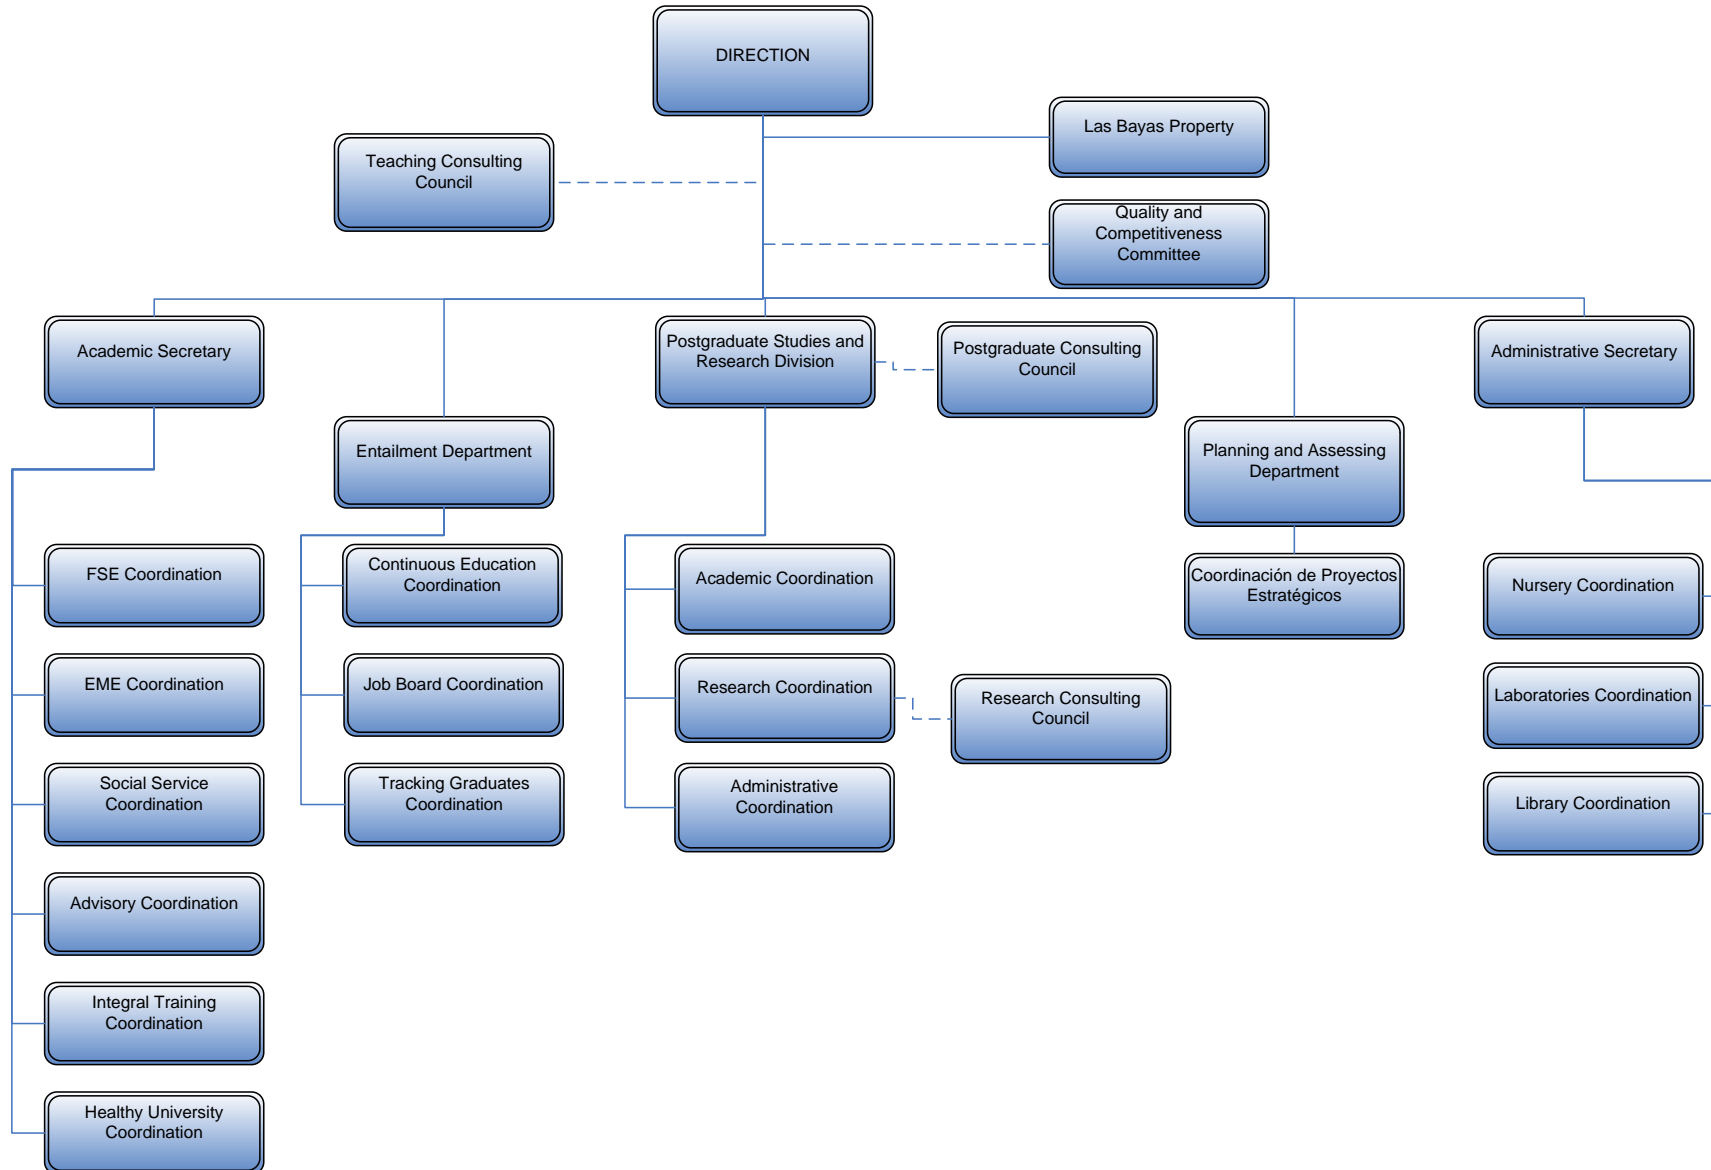 DIRECTION
Las Bayas Property
Teaching Consulting
Council
Quality and
Competitiveness
Committee
Academic Secretary
Postgraduate Studies and
Research Division
Postgraduate Consulting
Council
Administrative Secretary
Entailment Department
Planning and Assessing
Department
FSE Coordination
Continuous Education
Coordination
Academic Coordination
Coordinación de Proyectos
Estratégicos
Nursery Coordination
EME Coordination
Job Board Coordination
Research Coordination
Research Consulting
Council
Laboratories Coordination
Social Service
Coordination
Tracking Graduates
Coordination
Administrative
Coordination
Library Coordination
Advisory Coordination
Integral Training
Coordination
Healthy University
Coordination